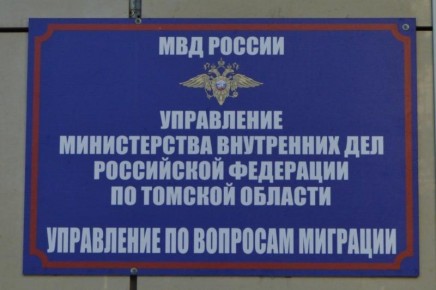 МВД РОССИИ
УПРАВЛЕНИЕ
МИНИСТЕРСТВА ВНУТРЕННИХ ДЕЛ
РОССИЙСКОЙ ФЕДЕРАЦИИ
ПО ТОМСКОЙ ОБЛАСТИ
УПРАВЛЕНИЕ ПО ВОПРОСАМ МИГРАЦИИ